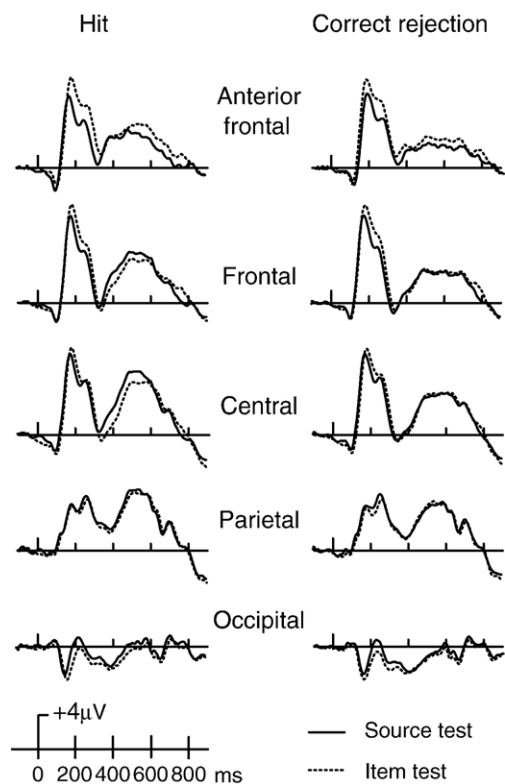 Hit
Correct rejection
Anterior
frontal
Frontal
Central
Parietal
Occipital
+4μV
0 200 400 600 800 ms
Source test
Item test